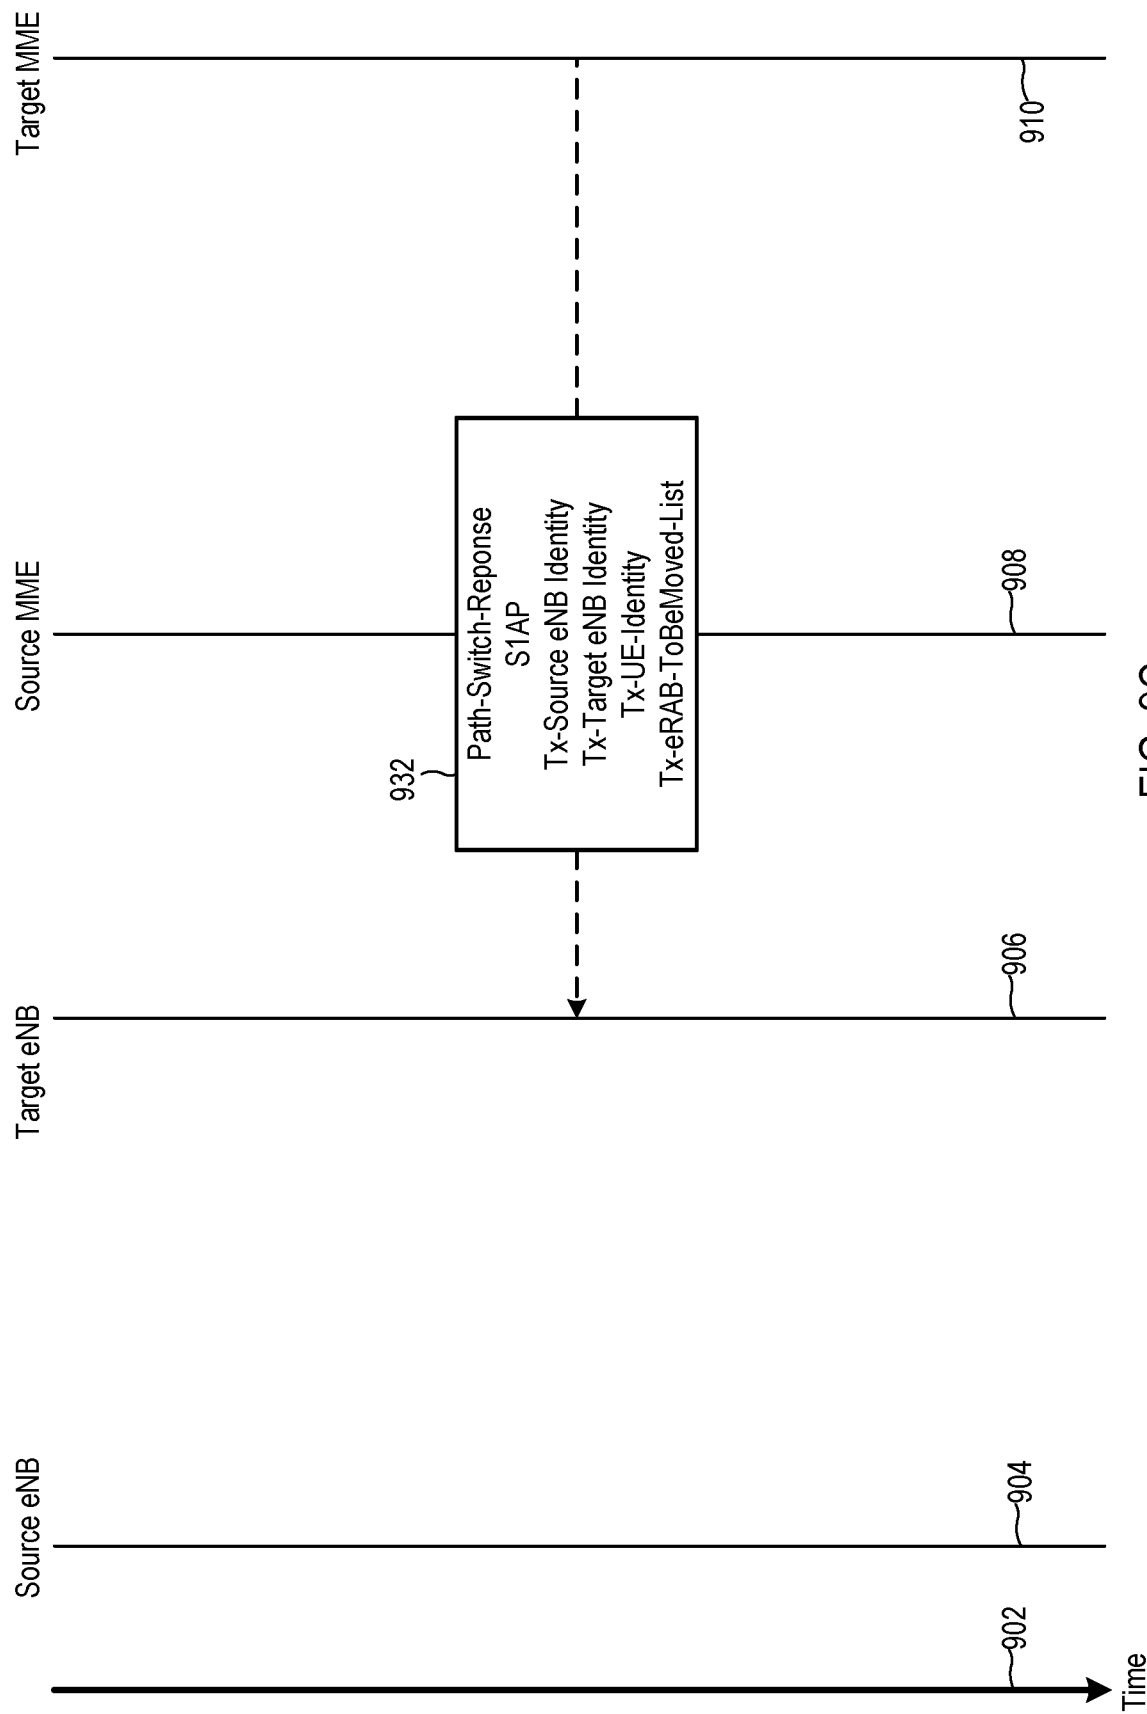 Source eNB
Target eNB
Source MME
Target MME
932
Path-Switch-Reponse
S1AP
Tx-Source eNB Identity
Tx-Target eNB Identity
Tx-UE-Identity
Tx-eRAB-ToBeMoved-List
902
904
906
908
910
Time